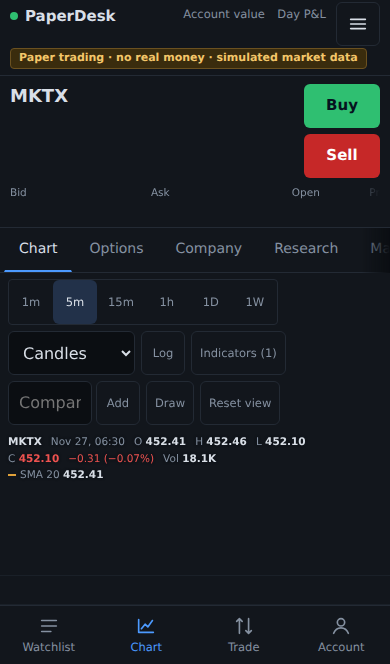 PaperDesk Account value Day P&L
Paper trading · no real money · simulated market data
MKTX
Buy
Sell
Bid Ask Open
Chart Options Company Research
1m 5m 15m 1h 1D 1W
Candles Log Indicators (1)
Compar Add Draw Reset view
MKTX Nov 27, 06:30 O 452.41 H 452.46 L 452.10
C 452.10 −0.31 (−0.07%) Vol 18.1K
SMA 20 452.41
Watchlist Chart Trade Account